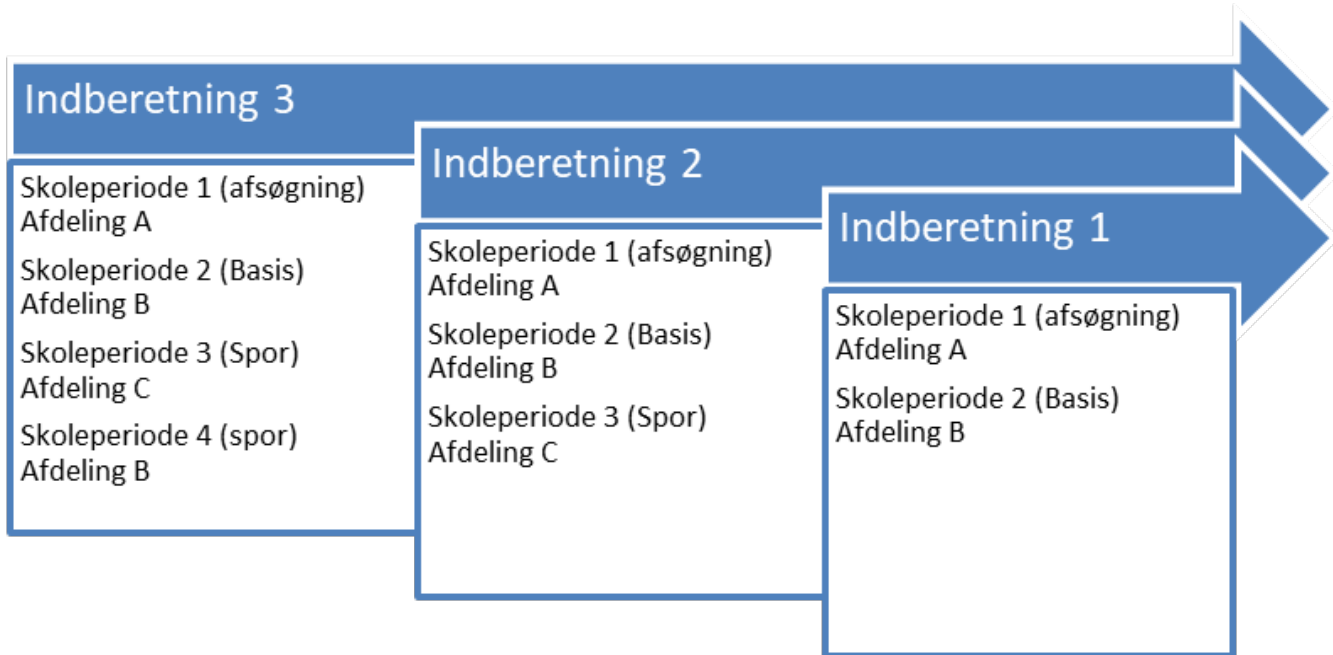 Indberetning 3
Skoleperiode 1 (afsøgning)
Afdeling A
Skoleperiode 2 (Basis)
Afdeling B
Skoleperiode 3 (Spor)
Afdeling C
Skoleperiode 4 (spor)
Afdeling B
Indberetning 2
Skoleperiode 1 (afsøgning)
Afdeling A
Skoleperiode 2 (Basis)
Afdeling B
Skoleperiode 3 (Spor)
Afdeling C
Indberetning 1
Skoleperiode 1 (afsøgning)
Afdeling A
Skoleperiode 2 (Basis)
Afdeling B